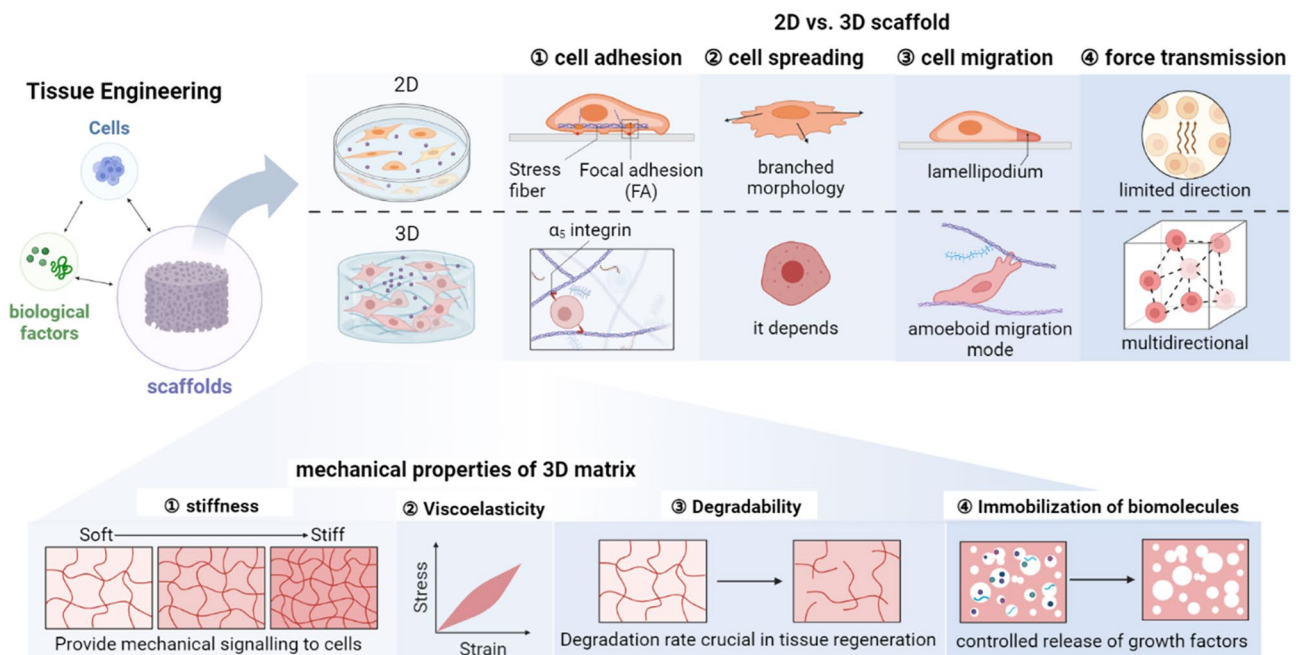 2D vs. 3D scaffold
① cell adhesion
② cell spreading
③ cell migration
④ force transmission
Tissue Engineering
Cells
biological
factors
scaffolds
2D
Stress
fiber
Focal adhesion
(FA)
branched
morphology
lamellipodium
limited direction
3D
α₅ integrin
it depends
amoeboid migration
mode
multidirectional
mechanical properties of 3D matrix
① stiffness
Soft
Stiff
Provide mechanical signalling to cells
② Viscoelasticity
Stress
Strain
③ Degradability
Degradation rate crucial in tissue regeneration
④ Immobilization of biomolecules
controlled release of growth factors